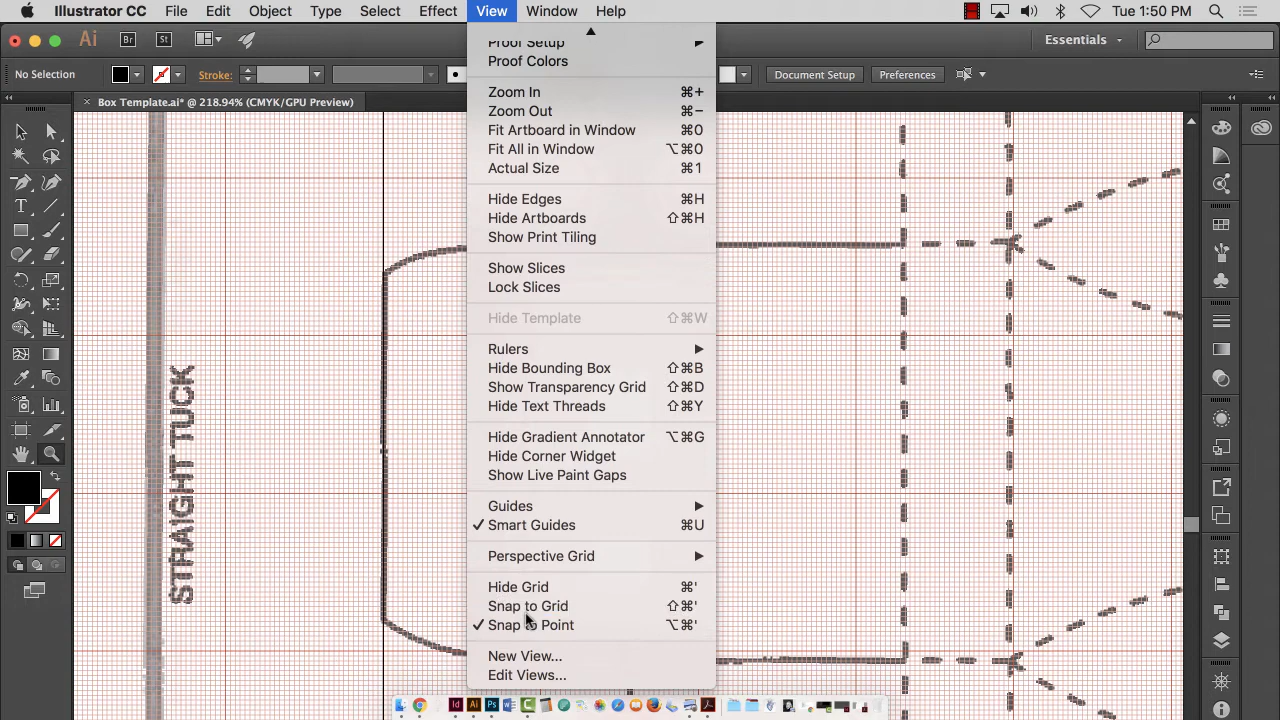 Illustrator CC File Edit Object Type Select Effect View Window Help Tue 1:50 PM
Ai Br St Essentials
No Selection Stroke: Document Setup Preferences
× Box Template.ai* @ 218.94% (CMYK/GPU Preview)
Proof Setup
Proof Colors
Zoom In ⌘+
Zoom Out ⌘−
Fit Artboard in Window ⌘0
Fit All in Window ⌥⌘0
Actual Size ⌘1
Hide Edges ⌘H
Hide Artboards ⇧⌘H
Show Print Tiling
Show Slices
Lock Slices
Hide Template ⇧⌘W
Rulers
Hide Bounding Box ⇧⌘B
Show Transparency Grid ⇧⌘D
Hide Text Threads ⇧⌘Y
Hide Gradient Annotator ⌥⌘G
Hide Corner Widget
Show Live Paint Gaps
Guides
✓ Smart Guides ⌘U
Perspective Grid
Hide Grid ⌘'
Snap to Grid ⇧⌘'
✓ Snap to Point ⌥⌘'
New View...
Edit Views...
STRAIGHT TUCK